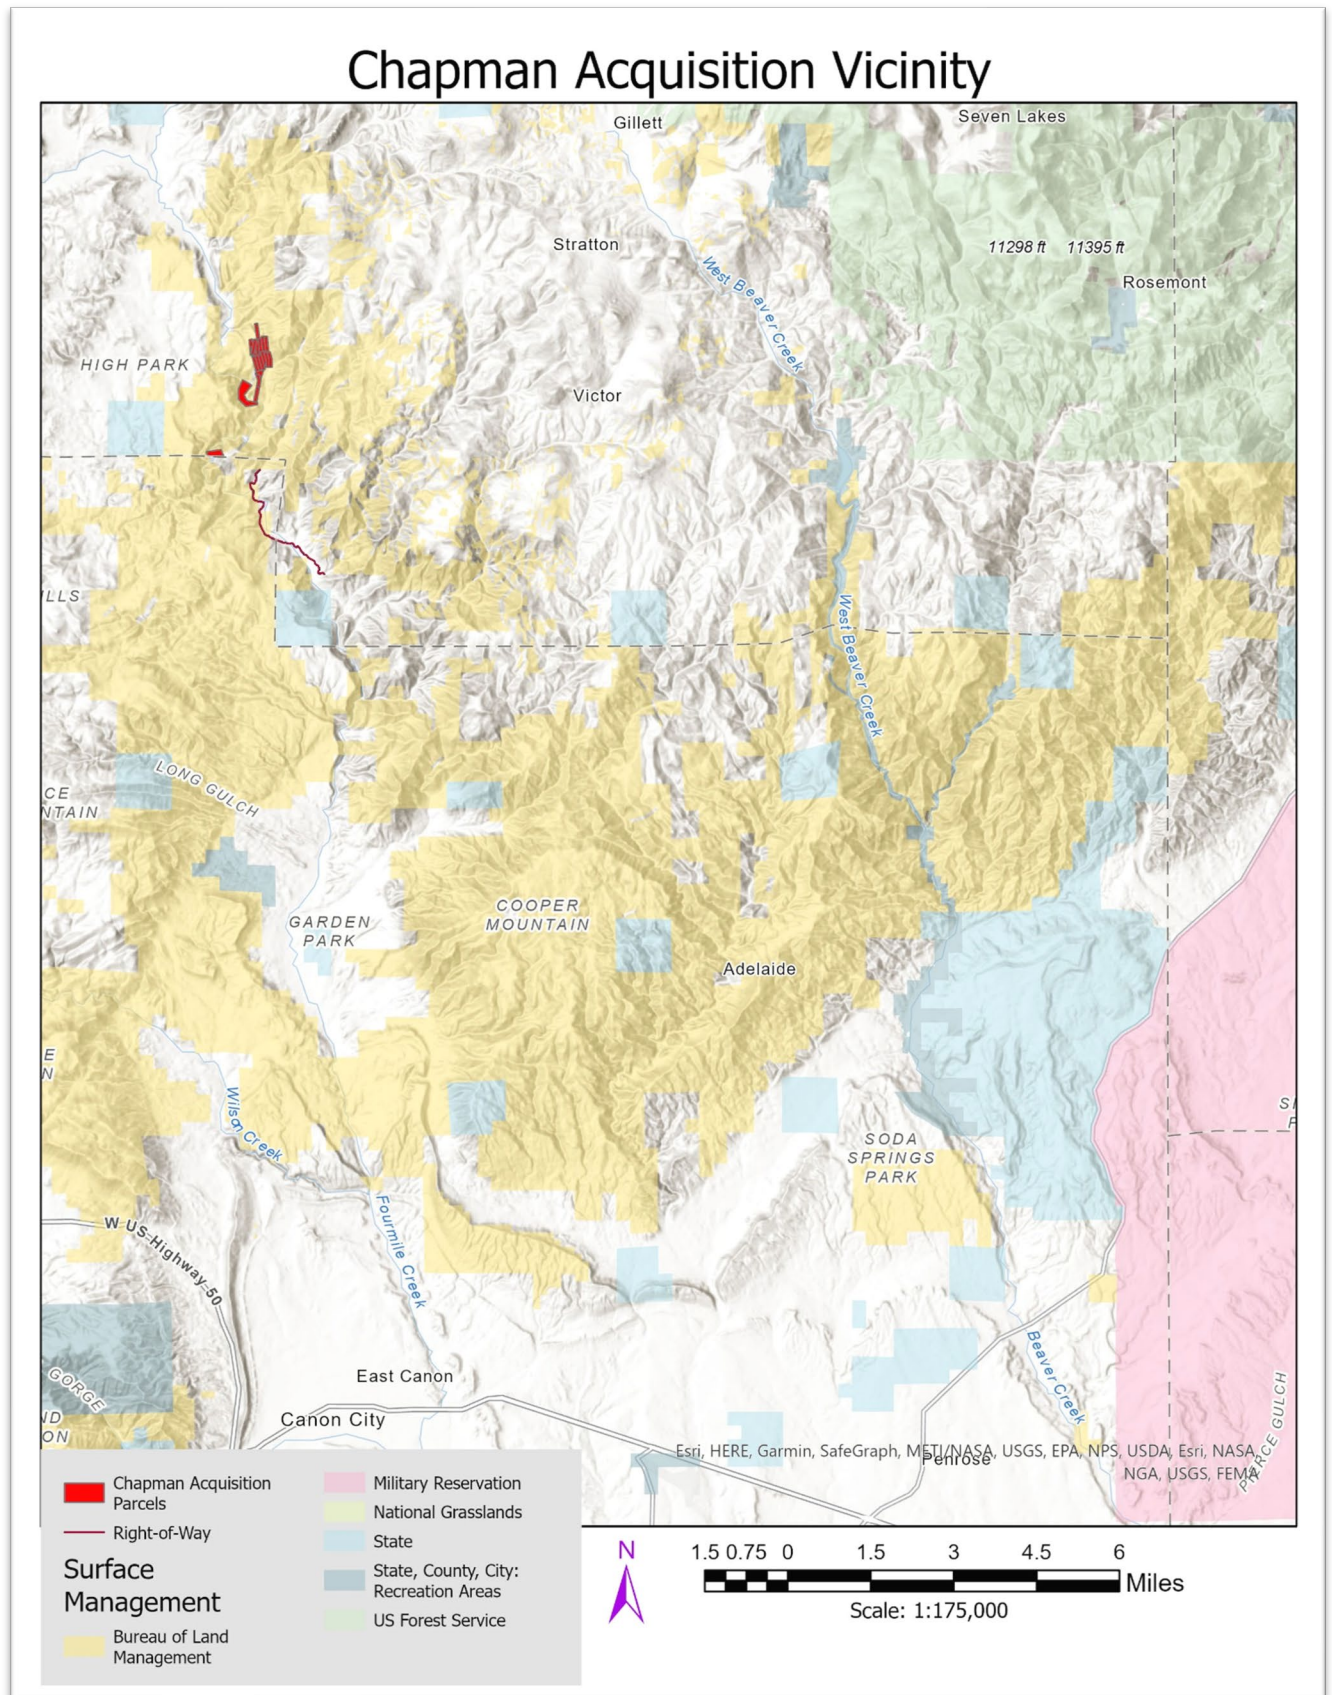 Chapman Acquisition Vicinity
Gillett
Seven Lakes
Stratton
11298 ft
11395 ft
West Beaver Creek
Rosemont
HIGH PARK
Victor
ILLS
West Beaver Creek
LONG GULCH
CE
NTAIN
COOPER
MOUNTAIN
GARDEN
PARK
Adelaide
E
N
Wilson Creek
SODA
SPRINGS
PARK
Fourmile Creek
W US Highway 50
Beaver Creek
GORGE
East Canon
ND
ON
Canon City
PIERCE GULCH
Esri, HERE, Garmin, SafeGraph, METI/NASA, USGS, EPA, NPS, USDA, Esri, NASA,
NGA, USGS, FEMA
Penrose
Chapman Acquisition
Parcels
Right-of-Way
Surface
Management
Bureau of Land
Management
Military Reservation
National Grasslands
State
State, County, City:
Recreation Areas
US Forest Service
N
1.5 0.75 0 1.5 3 4.5 6
Miles
Scale: 1:175,000